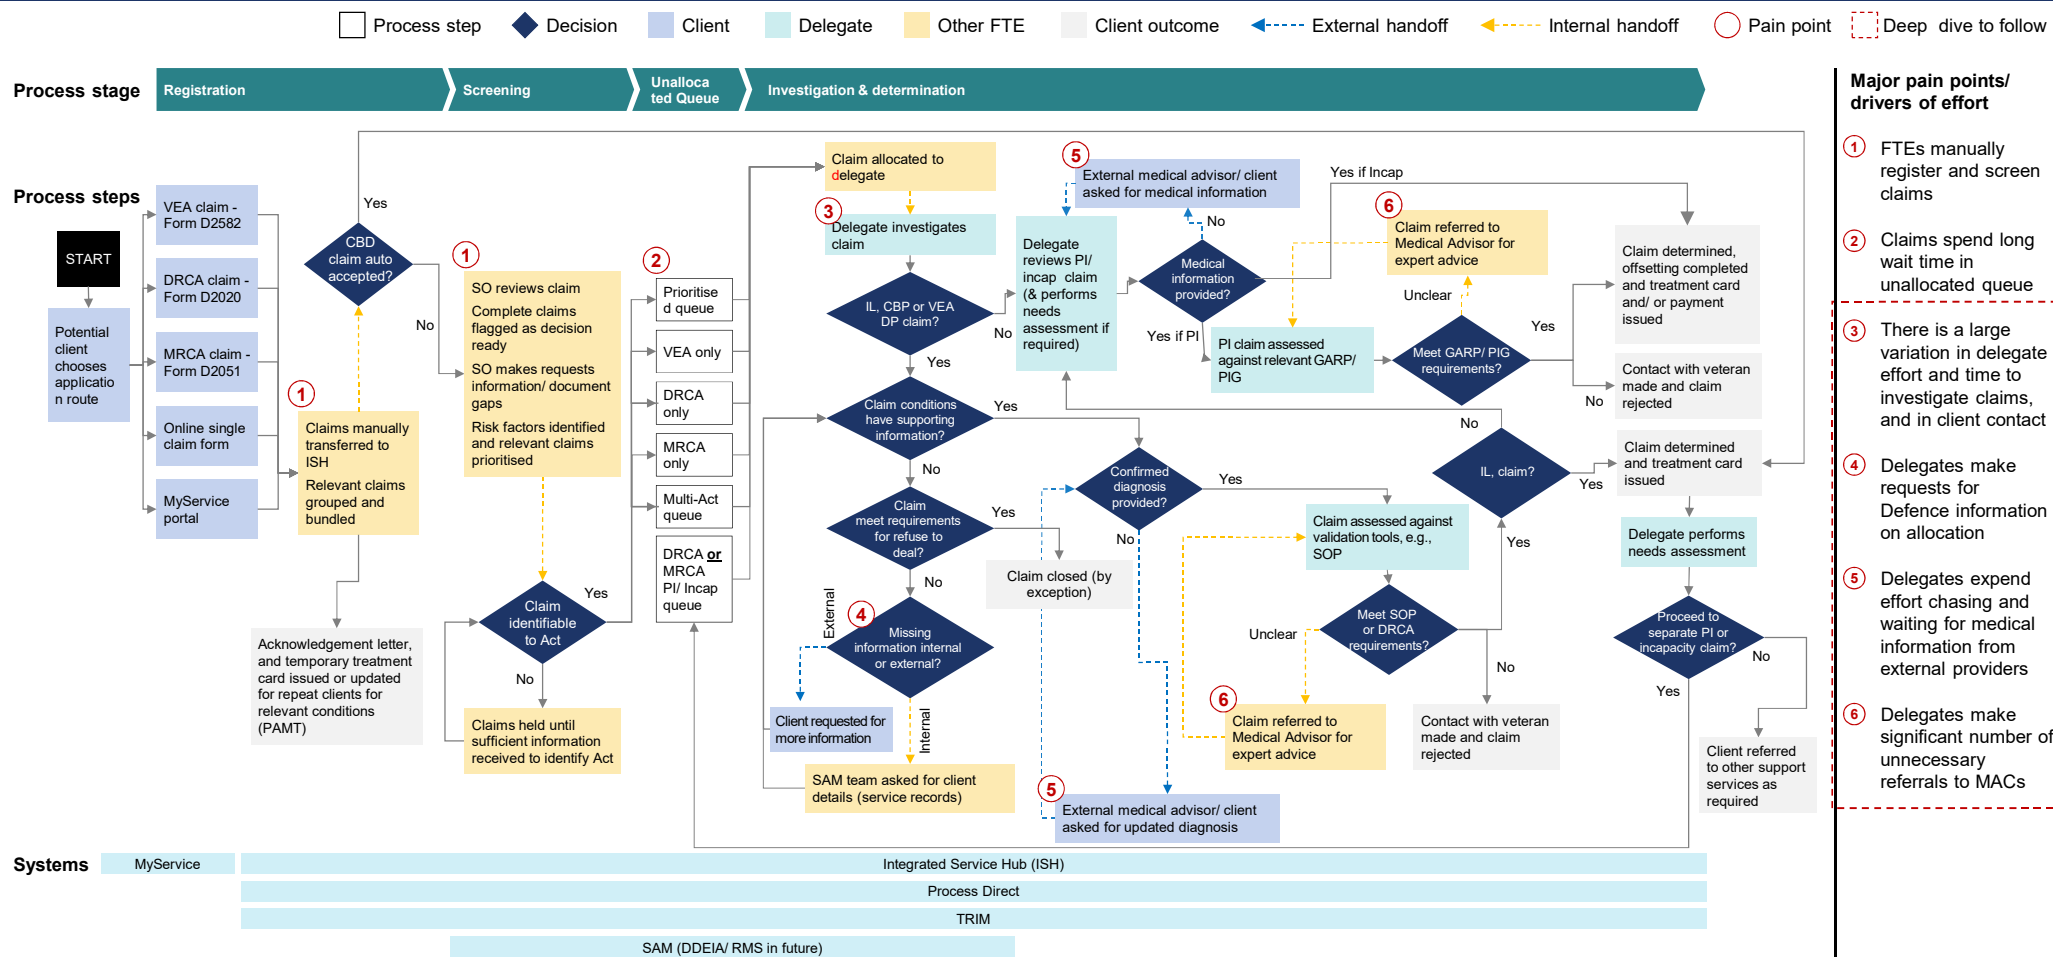 Process step
Decision
Client
Delegate
Other FTE
Client outcome
External handoff
Internal handoff
Pain point
Deep dive to follow
Process stage
Registration
Screening
Unalloca
ted Queue
Investigation & determination
Major pain points/
drivers of effort
Process steps
START
Potential
client
chooses
applicatio
n route
VEA claim -
Form D2582
DRCA claim -
Form D2020
MRCA claim -
Form D2051
Online single
claim form
MyService
portal
1
Claims manually
transferred to
ISH
Relevant claims
grouped and
bundled
Acknowledgement letter,
and temporary treatment
card issued or updated
for repeat clients for
relevant conditions
(PAMT)
Yes
CBD
claim auto
accepted?
No
1
SO reviews claim
Complete claims
flagged as decision
ready
SO makes requests
information/ document
gaps
Risk factors identified
and relevant claims
prioritised
Claim
identifiable
to Act
Yes
No
Claims held until
sufficient information
received to identify Act
2
Prioritise
d queue
VEA only
DRCA
only
MRCA
only
Multi-Act
queue
DRCA or
MRCA
PI/ Incap
queue
Claim allocated to
delegate
3
Delegate investigates
claim
IL, CBP or VEA
DP claim?
No
Yes
Claim conditions
have supporting
information?
Yes
No
Claim
meet requirements
for refuse to
deal?
Yes
No
Claim closed (by
exception)
External
4
Missing
information internal
or external?
Internal
Client requested for
more information
SAM team asked for client
details (service records)
5
External medical advisor/ client
asked for medical information
Delegate
reviews PI/
incap claim
(& performs
needs
assessment if
required)
No
Medical
information
provided?
Yes if Incap
Yes if PI
PI claim assessed
against relevant GARP/
PIG
6
Claim referred to
Medical Advisor for
expert advice
Unclear
Meet GARP/ PIG
requirements?
Yes
No
Claim determined,
offsetting completed
and treatment card
and/ or payment
issued
Contact with veteran
made and claim
rejected
Confirmed
diagnosis
provided?
Yes
No
5
External medical advisor/ client
asked for updated diagnosis
Claim assessed against
validation tools, e.g.,
SOP
Meet SOP
or DRCA
requirements?
Unclear
Yes
No
6
Claim referred to
Medical Advisor for
expert advice
Contact with veteran
made and claim
rejected
No
IL, claim?
Yes
Claim determined
and treatment card
issued
Delegate performs
needs assessment
Proceed to
separate PI or
incapacity claim?
No
Yes
Client referred
to other support
services as
required
1
FTEs manually
register and screen
claims
2
Claims spend long
wait time in
unallocated queue
3
There is a large
variation in delegate
effort and time to
investigate claims,
and in client contact
4
Delegates make
requests for
Defence information
on allocation
5
Delegates expend
effort chasing and
waiting for medical
information from
external providers
6
Delegates make
significant number of
unnecessary
referrals to MACs
Systems
MyService
Integrated Service Hub (ISH)
Process Direct
TRIM
SAM (DDEIA/ RMS in future)